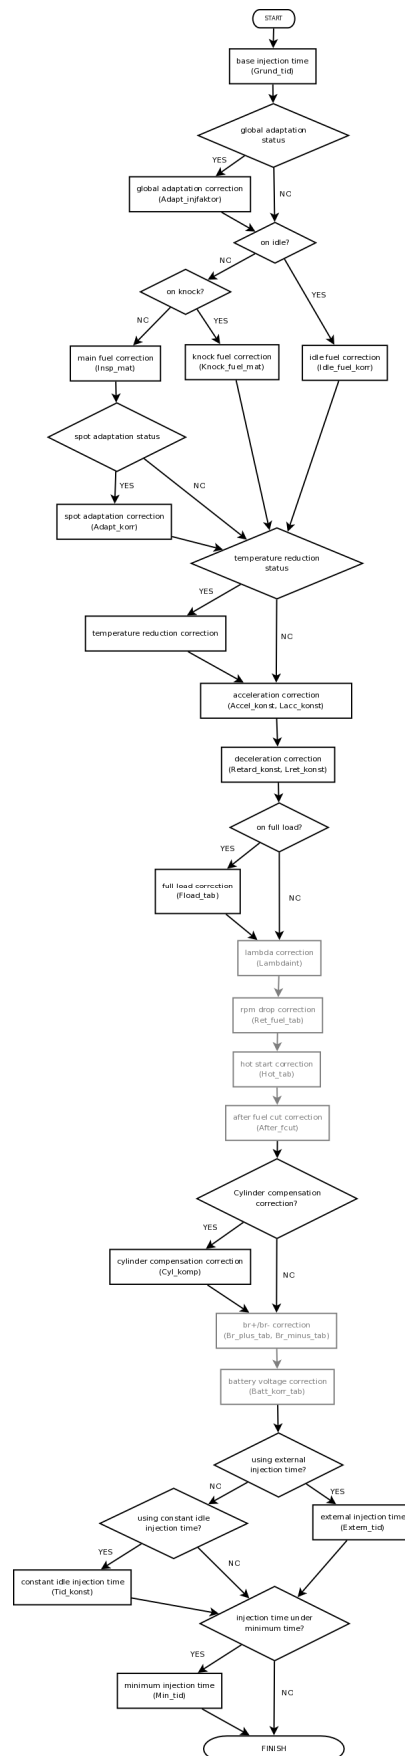 START
base injection time
(Grund_tid)
global adaptation
status
YES
NO
global adaptation correction
(Adapt_injfaktor)
on idle?
NO
YES
on knock?
NO
YES
main fuel correction
(Insp_mat)
knock fuel correction
(Knock_fuel_mat)
idle fuel correction
(Idle_fuel_korr)
spot adaptation status
YES
NO
spot adaptation correction
(Adapt_korr)
temperature reduction
status
YES
NO
temperature reduction correction
acceleration correction
(Accel_konst, Lacc_konst)
deceleration correction
(Retard_konst, Lret_konst)
on full load?
YES
NO
full load correction
(Fload_tab)
lambda correction
(Lambdaint)
rpm drop correction
(Ret_fuel_tab)
hot start correction
(Hot_tab)
after fuel cut correction
(After_fcut)
Cylinder compensation
correction?
YES
NO
cylinder compensation correction
(Cyl_komp)
br+/br- correction
(Br_plus_tab, Br_minus_tab)
battery voltage correction
(Batt_korr_tab)
using external
injection time?
NO
YES
using constant idle
injection time?
external injection time
(Extern_tid)
YES
NO
constant idle injection time
(Tid_konst)
injection time under
minimum time?
YES
NO
minimum injection time
(Min_tid)
FINISH